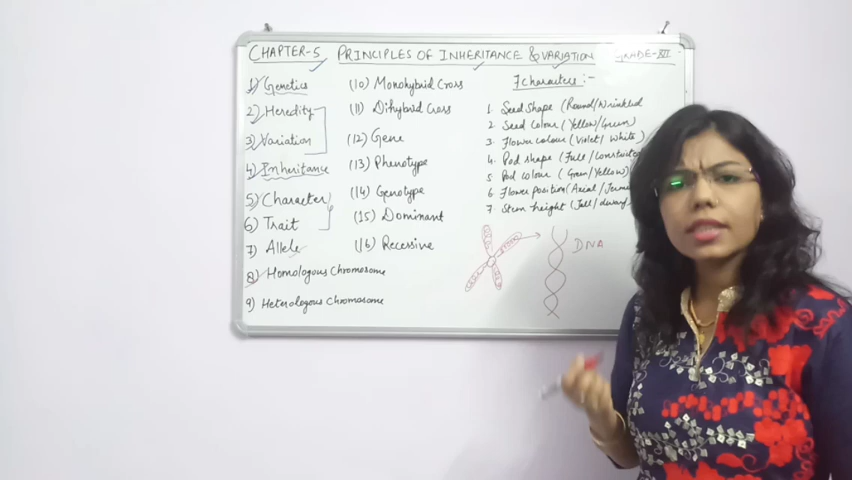 CHAPTER-5 PRINCIPLES OF INHERITANCE & VARIATION GRADE-XII
1) Genetics
2) Heredity
3) Variation
4) Inheritance
5) Character
6) Trait
7) Allele
8) Homologous Chromosome
9) Heterologous Chromosome
(10) Monohybrid Cross
(11) Dihybrid Cross
(12) Gene
(13) Phenotype
(14) Genotype
(15) Dominant
(16) Recessive
7 Characters:-
1. Seed shape (Round/Wrinkled
2. Seed colour (Yellow/Green)
3. Flower colour (Violet/White)
4. Pod shape (Full/
5. Pod colour (Green/Yellow)
6 Flower position (Axial/
7 Stem height (Tall/dwarf)
DNA